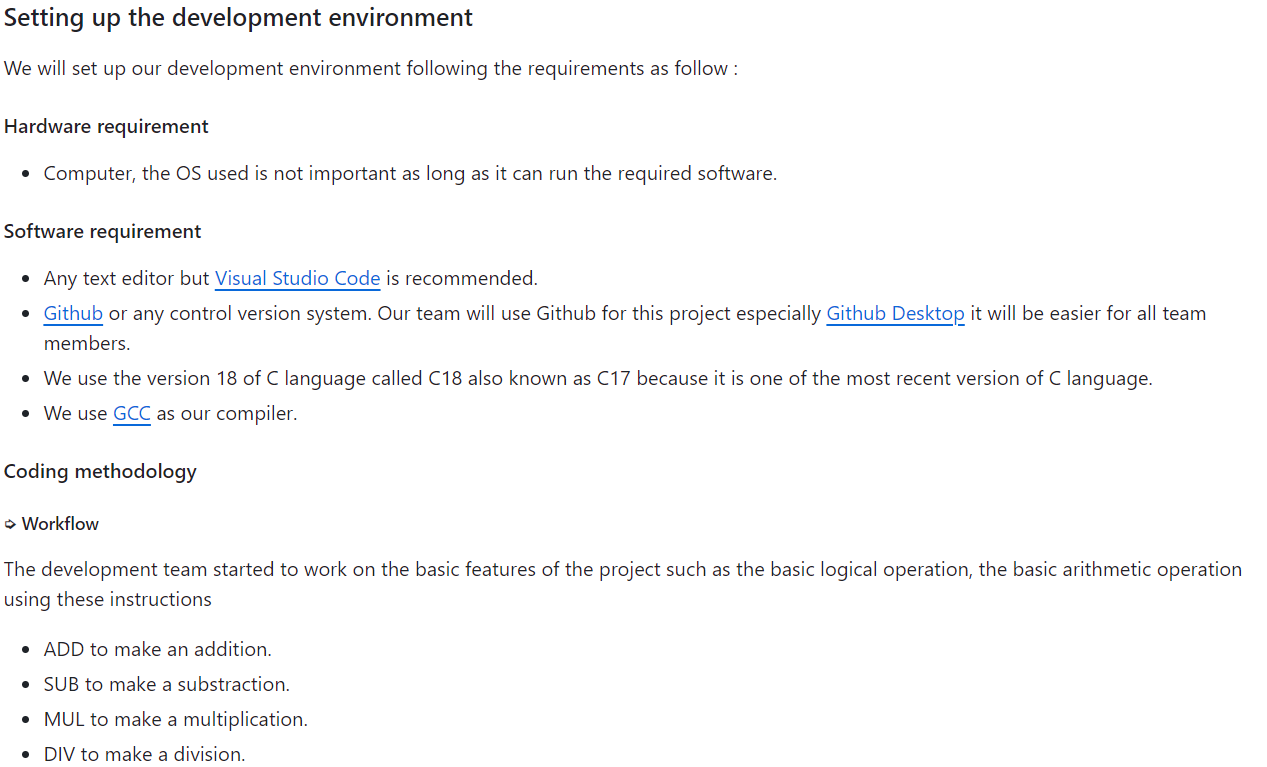 Setting up the development environment
We will set up our development environment following the requirements as follow :
Hardware requirement
• Computer, the OS used is not important as long as it can run the required software.
Software requirement
• Any text editor but Visual Studio Code is recommended.
• Github or any control version system. Our team will use Github for this project especially Github Desktop it will be easier for all team
members.
• We use the version 18 of C language called C18 also known as C17 because it is one of the most recent version of C language.
• We use GCC as our compiler.
Coding methodology
➭ Workflow
The development team started to work on the basic features of the project such as the basic logical operation, the basic arithmetic operation
using these instructions
• ADD to make an addition.
• SUB to make a substraction.
• MUL to make a multiplication.
• DIV to make a division.